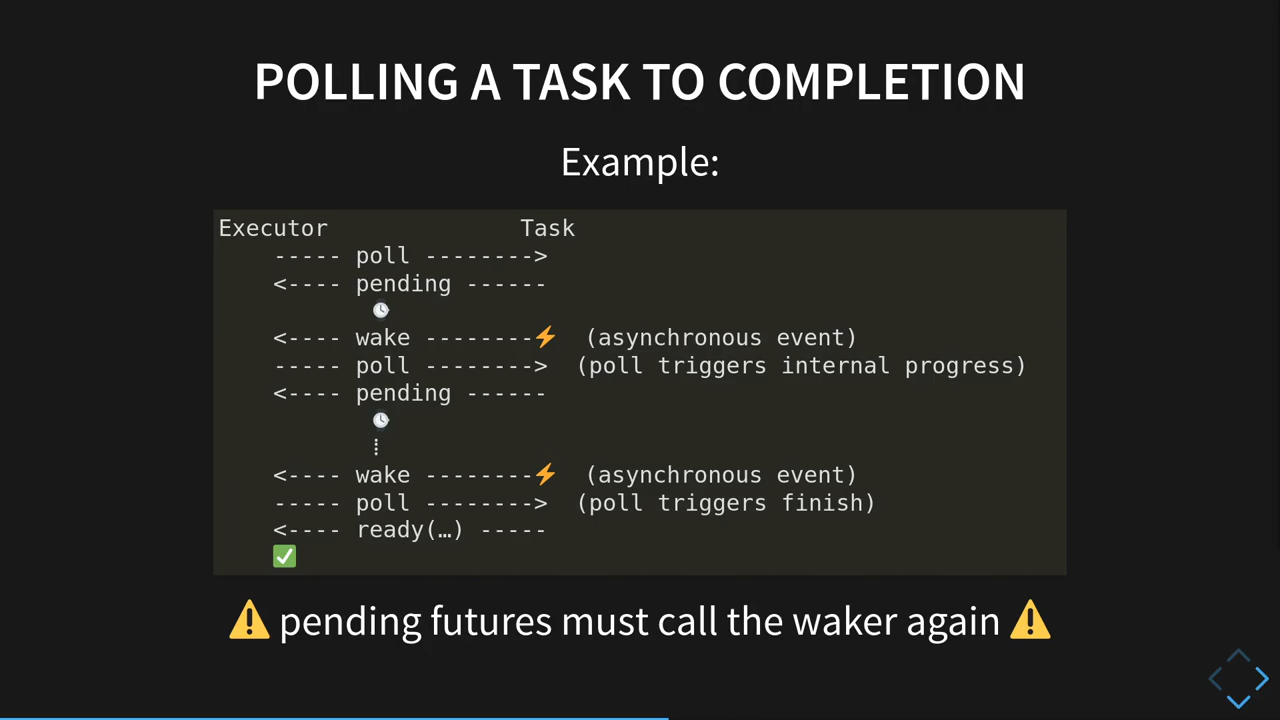 POLLING A TASK TO COMPLETION
Example:
Executor              Task
    ----- poll -------->
    <---- pending ------
           🕓
    <---- wake --------⚡  (asynchronous event)
    ----- poll -------->  (poll triggers internal progress)
    <---- pending ------
           🕓
           ⁞
    <---- wake --------⚡  (asynchronous event)
    ----- poll -------->  (poll triggers finish)
    <---- ready(…) -----
    ✅
⚠️ pending futures must call the waker again ⚠️